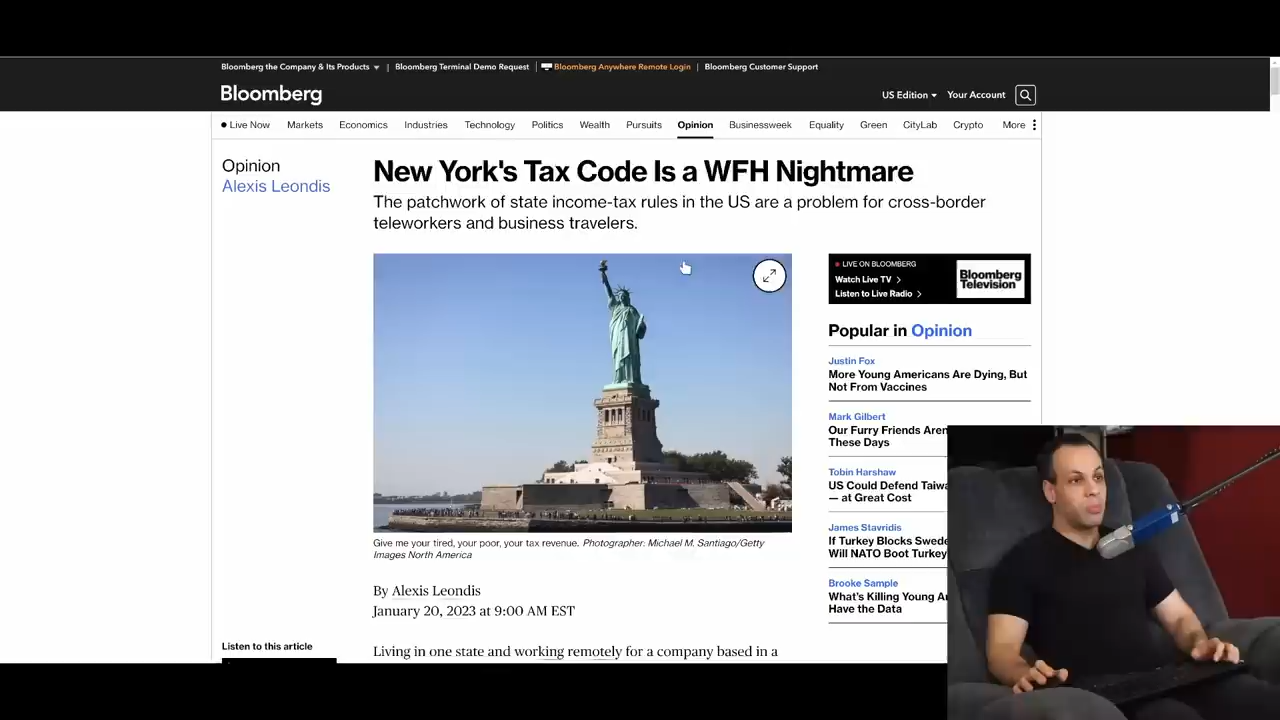 Bloomberg the Company & Its Products | Bloomberg Terminal Demo Request | Bloomberg Anywhere Remote Login | Bloomberg Customer Support
Bloomberg
US Edition Your Account
Live Now Markets Economics Industries Technology Politics Wealth Pursuits Opinion Businessweek Equality Green CityLab Crypto More
Opinion
Alexis Leondis
New York's Tax Code Is a WFH Nightmare
The patchwork of state income-tax rules in the US are a problem for cross-border
teleworkers and business travelers.
LIVE ON BLOOMBERG
Watch Live TV >
Listen to Live Radio >
Bloomberg
Television
Popular in Opinion
Justin Fox
More Young Americans Are Dying, But
Not From Vaccines
Mark Gilbert
Our Furry Friends Aren
These Days
Tobin Harshaw
US Could Defend Taiwa
— at Great Cost
James Stavridis
If Turkey Blocks Swede
Will NATO Boot Turkey
Brooke Sample
What's Killing Young A
Have the Data
Give me your tired, your poor, your tax revenue. Photographer: Michael M. Santiago/Getty
Images North America
By Alexis Leondis
January 20, 2023 at 9:00 AM EST
Listen to this article
Living in one state and working remotely for a company based in a